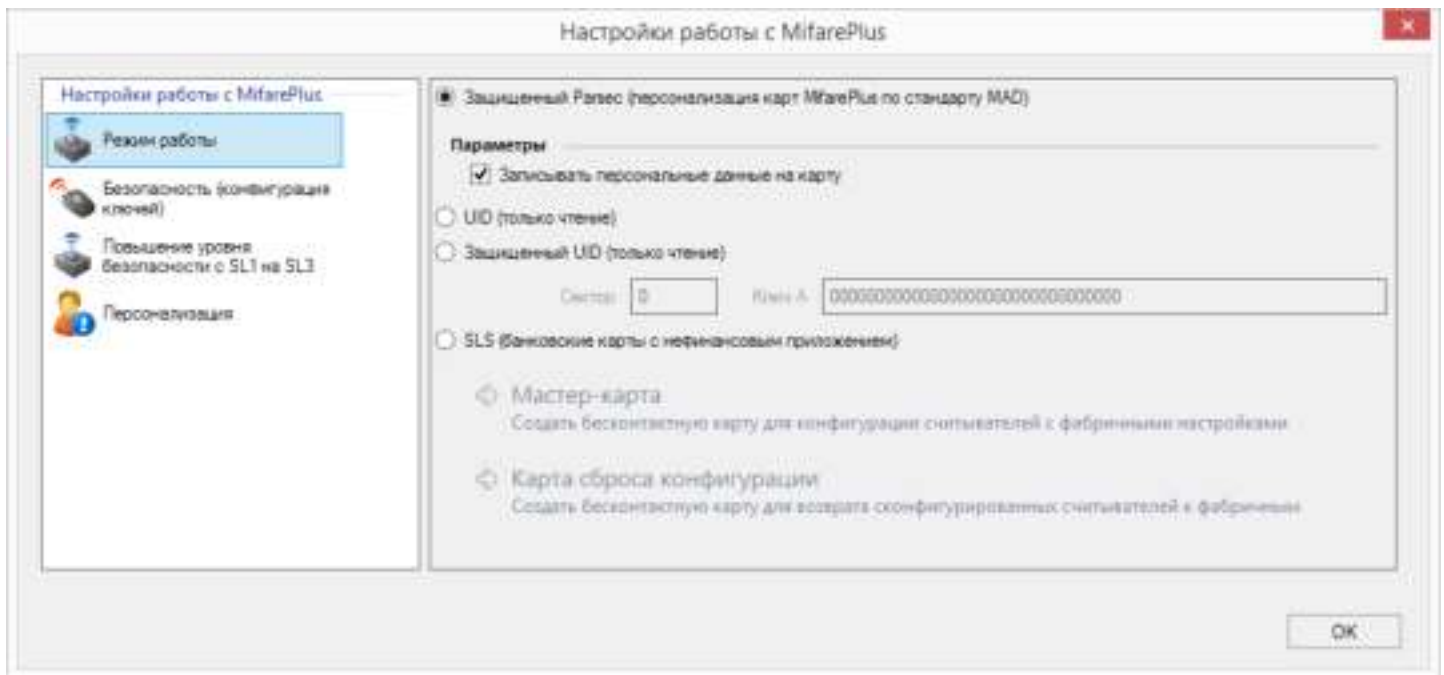 Настройки работы с MifarePlus
Настройки работы с MifarePlus
Режим работы
Безопасность (конфигурация
ключей)
Повышение уровня
безопасности с SL1 на SL3
Персонализация
Защищенный Parsec (персонализация карт MifarePlus по стандарту MAD)
Параметры
Записывать персональные данные на карту
UID (только чтение)
Защищенный UID (только чтение)
Сектор 0 Ключ A
SLS (банковские карты с нефинансовым приложением)
Мастер-карта
Создать бесконтактную карту для конфигурации считывателей с фабричными настройками
Карта сброса конфигурации
Создать бесконтактную карту для возврата сконфигурированных считывателей к фабричным
OK